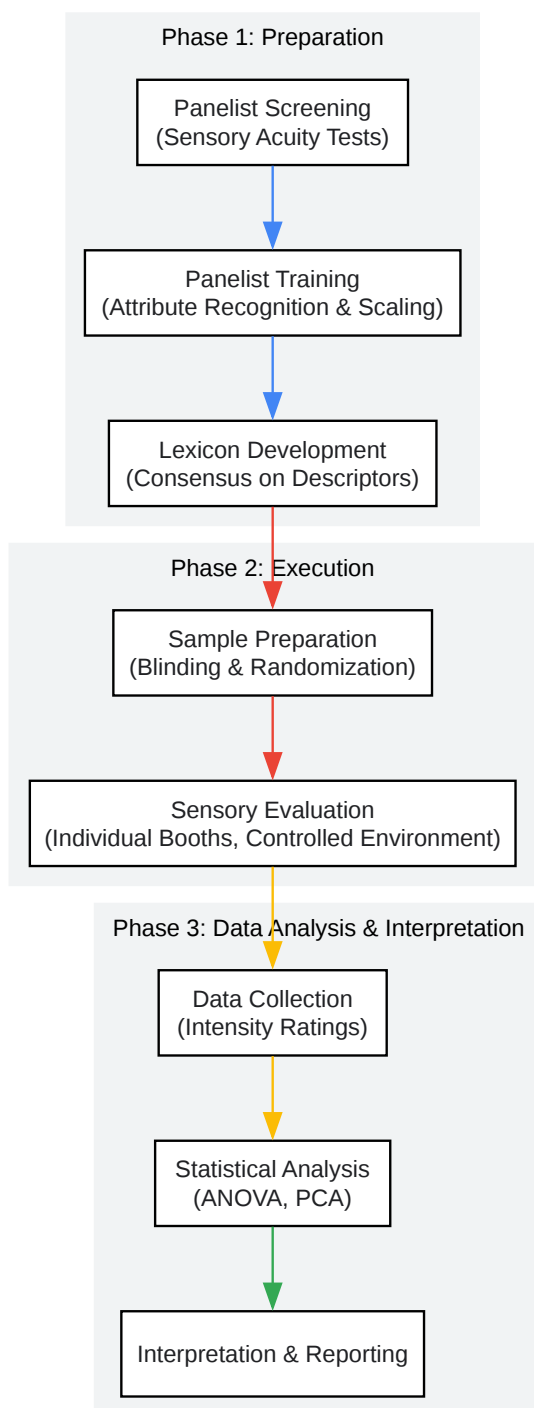 Phase 1: Preparation
Panelist Screening
(Sensory Acuity Tests)
Panelist Training
(Attribute Recognition & Scaling)
Lexicon Development
(Consensus on Descriptors)
Phase 2: Execution
Sample Preparation
(Blinding & Randomization)
Sensory Evaluation
(Individual Booths, Controlled Environment)
Phase 3: Data Analysis & Interpretation
Data Collection
(Intensity Ratings)
Statistical Analysis
(ANOVA, PCA)
Interpretation & Reporting